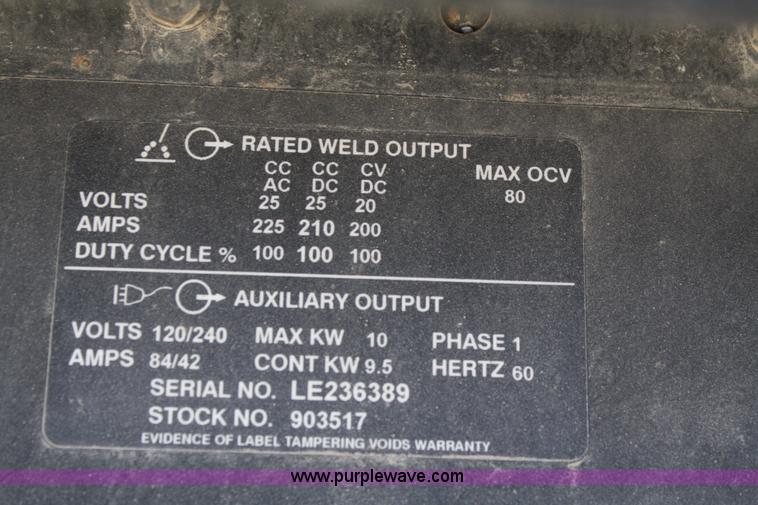 RATED WELD OUTPUT
CC CC CV MAX OCV
AC DC DC 80
VOLTS 25 25 20
AMPS 225 210 200
DUTY CYCLE % 100 100 100
AUXILIARY OUTPUT
VOLTS 120/240 MAX KW 10 PHASE 1
AMPS 84/42 CONT KW 9.5 HERTZ 60
SERIAL NO. LE236389
STOCK NO. 903517
EVIDENCE OF LABEL TAMPERING VOIDS WARRANTY
www.purplewave.com